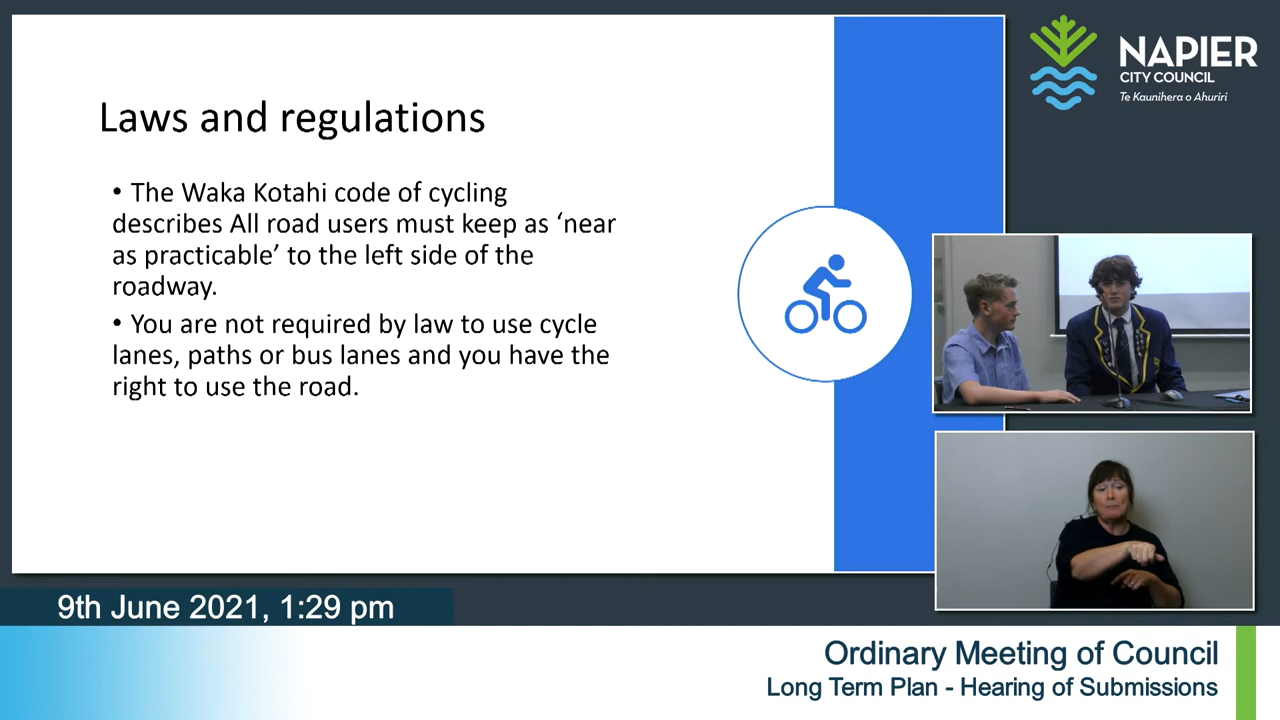 Laws and regulations
• The Waka Kotahi code of cycling
describes All road users must keep as ‘near
as practicable’ to the left side of the
roadway.
• You are not required by law to use cycle
lanes, paths or bus lanes and you have the
right to use the road.
NAPIER
CITY COUNCIL
Te Kaunihera o Ahuriri
9th June 2021, 1:29 pm
Ordinary Meeting of Council
Long Term Plan - Hearing of Submissions